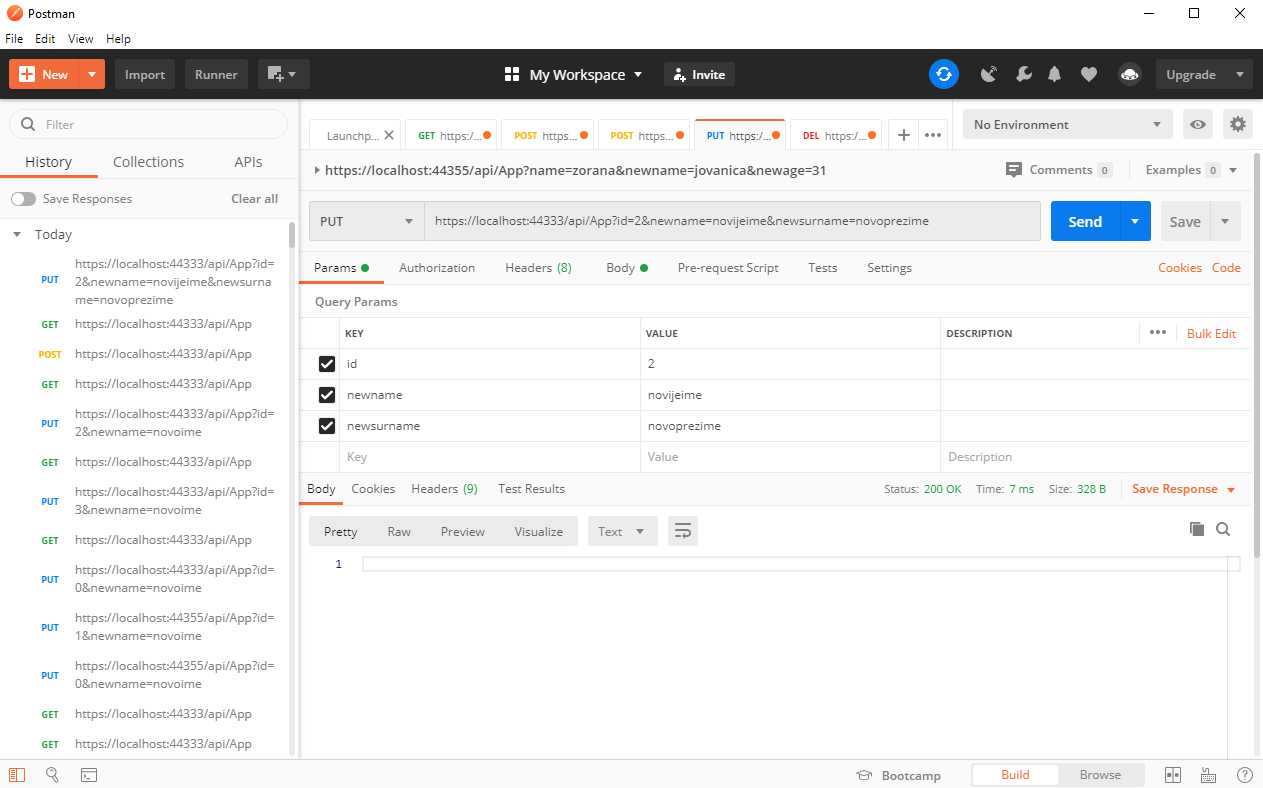 Postman
File Edit View Help
New Import Runner My Workspace Invite Upgrade
Filter
History Collections APIs
Save Responses Clear all
Today
PUT https://localhost:44333/api/App?id=
2&newname=novijeime&newsurna
me=novoprezime
GET https://localhost:44333/api/App
POST https://localhost:44333/api/App
GET https://localhost:44333/api/App
PUT https://localhost:44333/api/App?id=
2&newname=novoime
GET https://localhost:44333/api/App
PUT https://localhost:44333/api/App?id=
3&newname=novoime
GET https://localhost:44333/api/App
PUT https://localhost:44333/api/App?id=
0&newname=novoime
PUT https://localhost:44355/api/App?id=
1&newname=novoime
PUT https://localhost:44355/api/App?id=
0&newname=novoime
GET https://localhost:44333/api/App
GET https://localhost:44333/api/App
Launchp... GET https:/... POST https... POST https... PUT https:/... DEL https:/... No Environment
https://localhost:44355/api/App?name=zorana&newname=jovanica&newage=31 Comments 0 Examples 0
PUT https://localhost:44333/api/App?id=2&newname=novijeime&newsurname=novoprezime Send Save
Params Authorization Headers (8) Body Pre-request Script Tests Settings Cookies Code
Query Params
KEY VALUE DESCRIPTION ••• Bulk Edit
id 2
newname novijeime
newsurname novoprezime
Key Value Description
Body Cookies Headers (9) Test Results Status: 200 OK Time: 7 ms Size: 328 B Save Response
Pretty Raw Preview Visualize Text
1
Bootcamp Build Browse